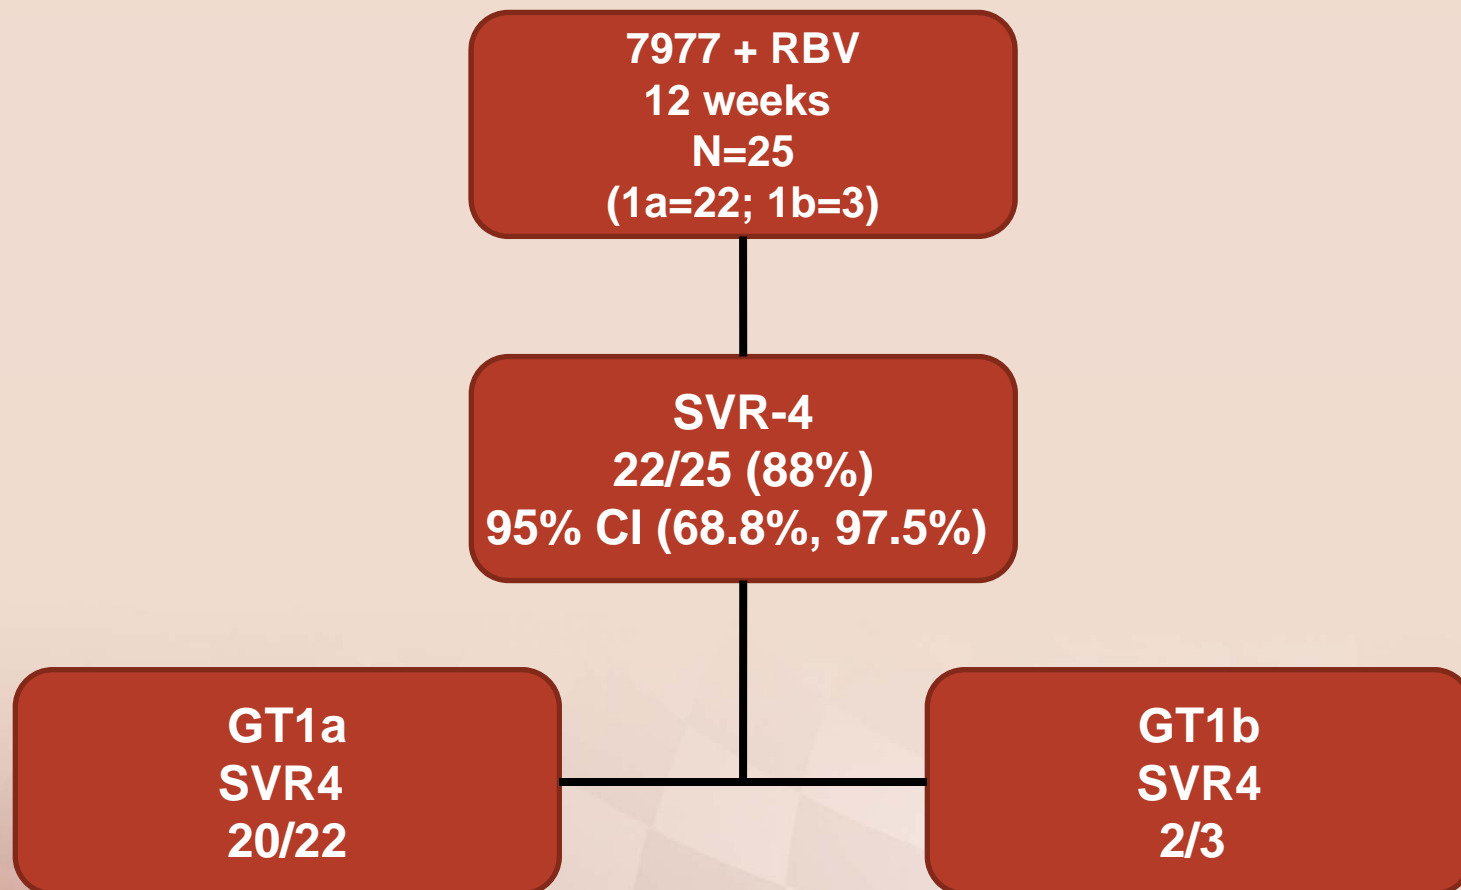 7977 + RBV
12 weeks
N=25
(1a=22; 1b=3)
SVR-4
22/25 (88%)
95% CI (68.8%, 97.5%)
GT1a
SVR4
20/22
GT1b
SVR4
2/3